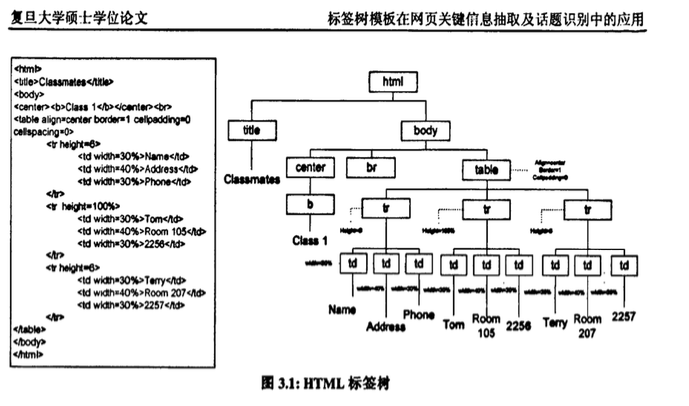 复旦大学硕士学位论文
标签树模板在网页关键信息抽取及话题识别中的应用
<html>
<title>Classmates</title>
<body>
<center><b>Class 1</b></center><br>
<table align=center border=1 cellpadding=0
cellspacing=0>
<tr height=6>
<td width=30%>Name</td>
<td width=40%>Address</td>
<td width=30%>Phone</td>
</tr>
<tr height=100%>
<td width=30%>Tom</td>
<td width=40%>Room 105</td>
<td width=30%>2256</td>
</tr>
<tr height=6>
<td width=30%>Terry</td>
<td width=40%>Room 207</td>
<td width=30%>2257</td>
</tr>
</table>
</body>
</html>
html
title
body
Classmates
center
br
table
Align=center
Border=1
Cellpadding=0
b
tr
tr
tr
Class 1
Height=100%
td
td
td
td
td
td
td
td
td
Name
Address
Phone
Tom
Room
105
2256
Terry
Room
207
2257
图 3.1: HTML 标签树